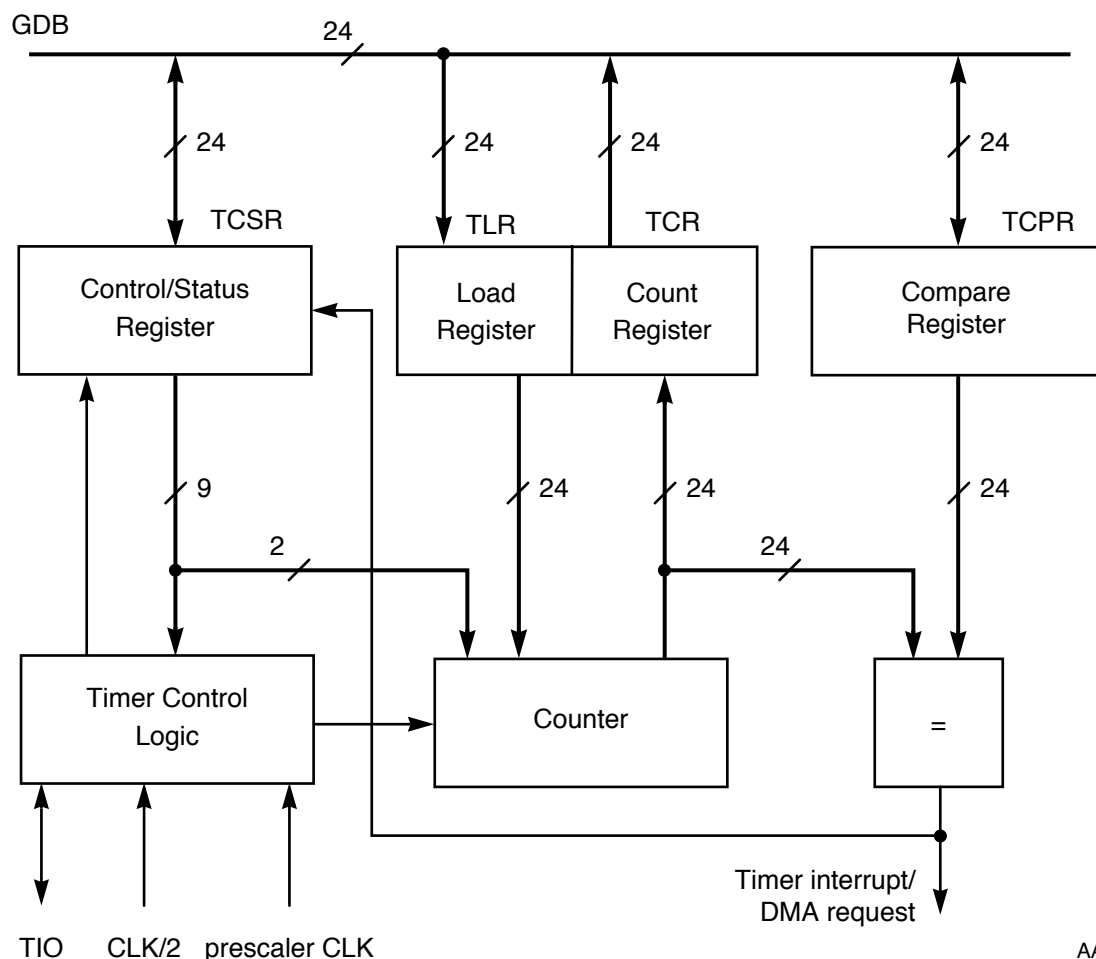 GDB
24
24
24
24
24
TCSR
TLR
TCR
TCPR
Control/Status
Register
Load
Register
Count
Register
Compare
Register
9
24
24
24
2
24
Timer Control
Logic
Counter
=
Timer interrupt/
DMA request
TIO
CLK/2
prescaler CLK
AA